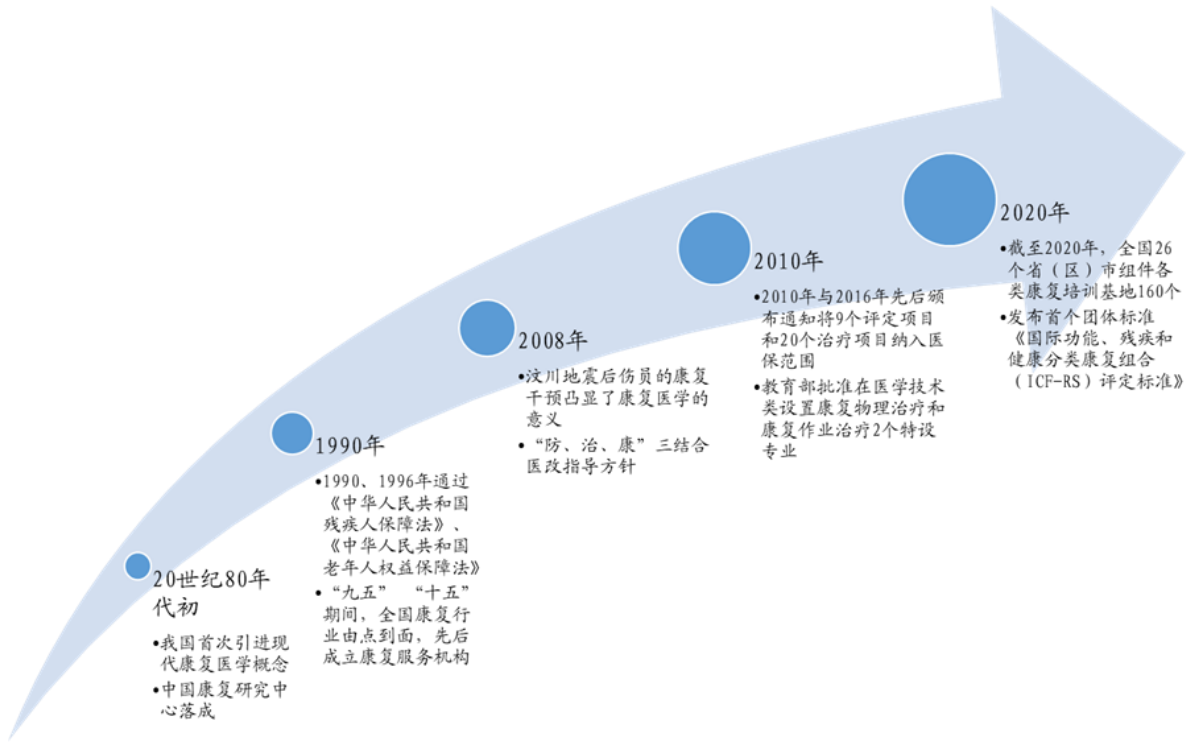 20世纪80年
代初
•我国首次引进现
代康复医学概念
•中国康复研究中
心落成
1990年
•1990、1996年通过
《中华人民共和国
残疾人保障法》、
《中华人民共和国
老年人权益保障法》
•“九五” “十五”
期间，全国康复行
业由点到面，先后
成立康复服务机构
2008年
•汶川地震后伤员的康复
干预凸显了康复医学的
意义
•“防、治、康”三结合
医改指导方针
2010年
•2010年与2016年先后颁
布通知将9个评定项目
和20个治疗项目纳入医
保范围
•教育部批准在医学技术
类设置康复物理治疗和
康复作业治疗2个特设
专业
2020年
•截至2020年，全国26
个省（区）市组件各
类康复培训基地160个
•发布首个团体标准
《国际功能、残疾和
健康分类康复组合
（ICF-RS）评定标准》